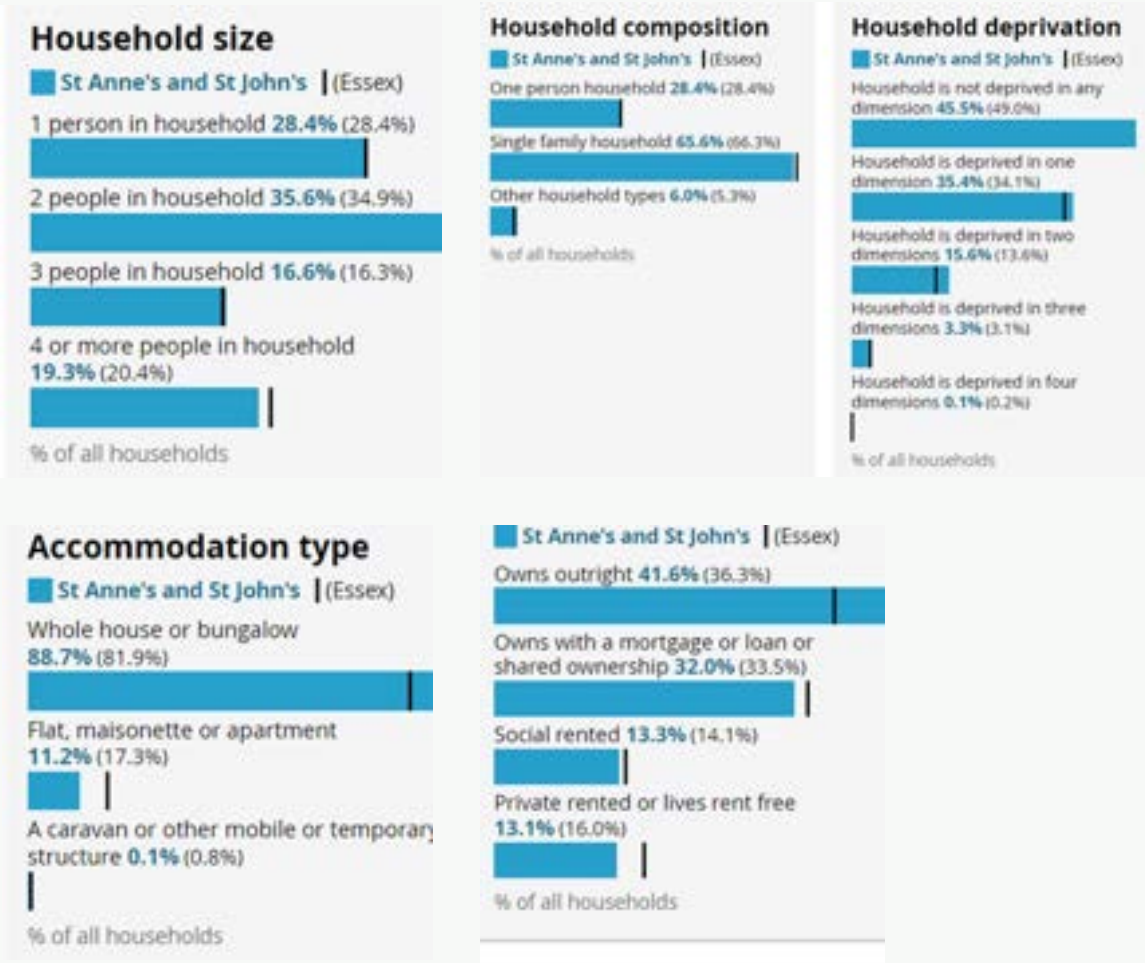 Household size
St Anne's and St John's |(Essex)
1 person in household 28.4% (28.4%)
2 people in household 35.6% (34.9%)
3 people in household 16.6% (16.3%)
4 or more people in household
19.3% (20.4%)
% of all households
Household composition
St Anne's and St John's |(Essex)
One person household 28.4% (28.4%)
Single family household 65.6% (66.3%)
Other household types 6.0% (5.3%)
% of all households
Household deprivation
St Anne's and St John's |(Essex)
Household is not deprived in any
dimension 45.5% (49.0%)
Household is deprived in one
dimension 35.4% (34.1%)
Household is deprived in two
dimensions 15.6% (13.6%)
Household is deprived in three
dimensions 3.3% (3.1%)
Household is deprived in four
dimensions 0.1% (0.2%)
% of all households
Accommodation type
St Anne's and St John's |(Essex)
Whole house or bungalow
88.7% (81.9%)
Flat, maisonette or apartment
11.2% (17.3%)
A caravan or other mobile or temporary
structure 0.1% (0.8%)
% of all households
St Anne's and St John's |(Essex)
Owns outright 41.6% (36.3%)
Owns with a mortgage or loan or
shared ownership 32.0% (33.5%)
Social rented 13.3% (14.1%)
Private rented or lives rent free
13.1% (16.0%)
% of all households